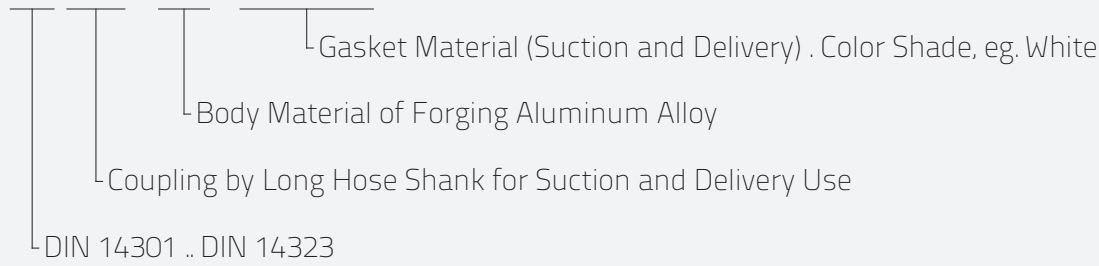 Gasket Material (Suction and Delivery) . Color Shade, eg. White
Body Material of Forging Aluminum Alloy
Coupling by Long Hose Shank for Suction and Delivery Use
DIN 14301 .. DIN 14323